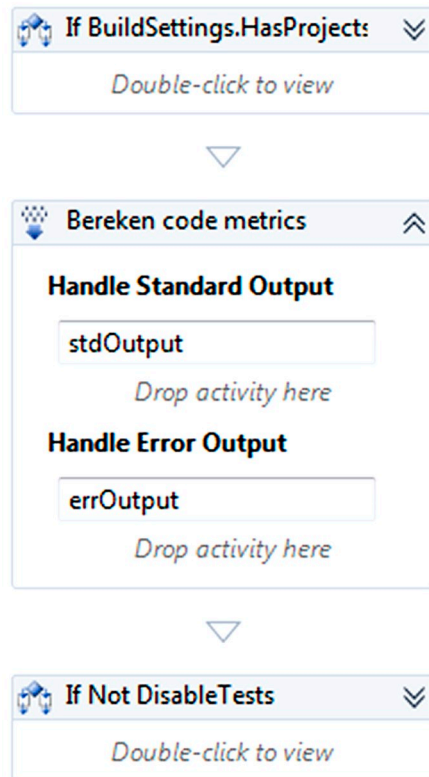 If BuildSettings.HasProjects
Double-click to view
Bereken code metrics
Handle Standard Output
stdOutput
Drop activity here
Handle Error Output
errOutput
Drop activity here
If Not DisableTests
Double-click to view